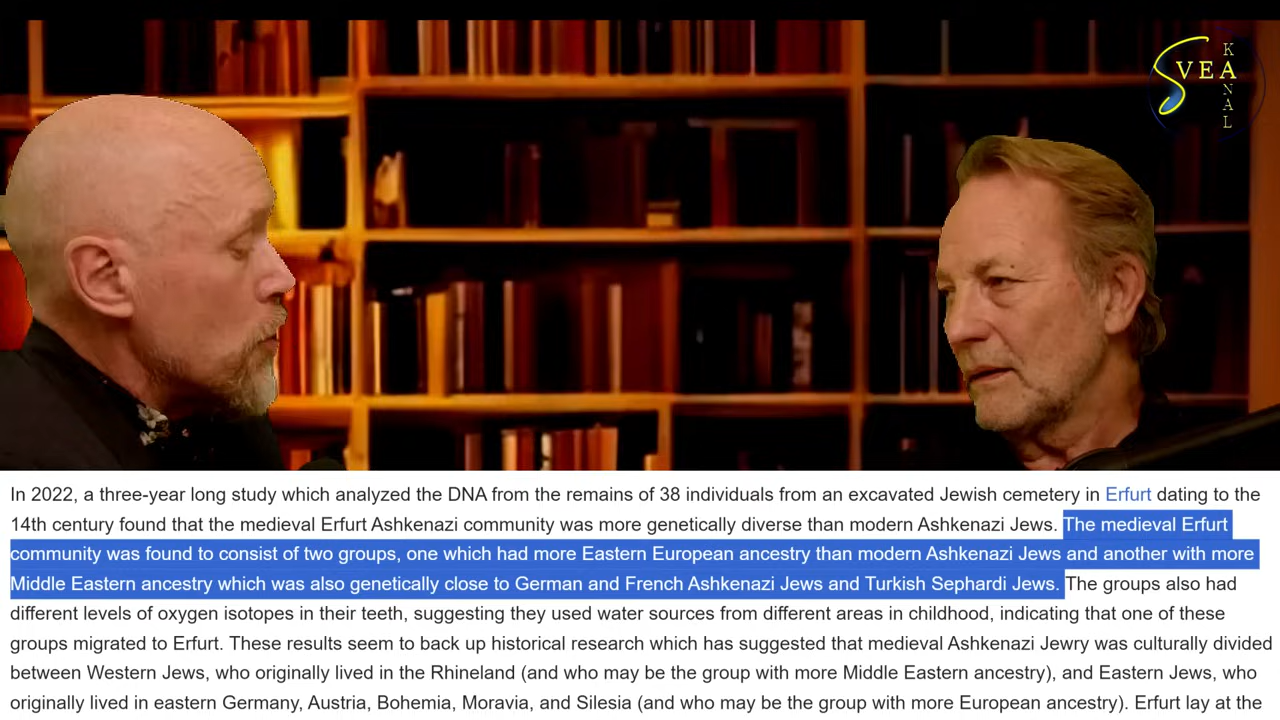 SVEA
KANAL
In 2022, a three-year long study which analyzed the DNA from the remains of 38 individuals from an excavated Jewish cemetery in Erfurt dating to the
14th century found that the medieval Erfurt Ashkenazi community was more genetically diverse than modern Ashkenazi Jews. The medieval Erfurt
community was found to consist of two groups, one which had more Eastern European ancestry than modern Ashkenazi Jews and another with more
Middle Eastern ancestry which was also genetically close to German and French Ashkenazi Jews and Turkish Sephardi Jews. The groups also had
different levels of oxygen isotopes in their teeth, suggesting they used water sources from different areas in childhood, indicating that one of these
groups migrated to Erfurt. These results seem to back up historical research which has suggested that medieval Ashkenazi Jewry was culturally divided
between Western Jews, who originally lived in the Rhineland (and who may be the group with more Middle Eastern ancestry), and Eastern Jews, who
originally lived in eastern Germany, Austria, Bohemia, Moravia, and Silesia (and who may be the group with more European ancestry). Erfurt lay at the